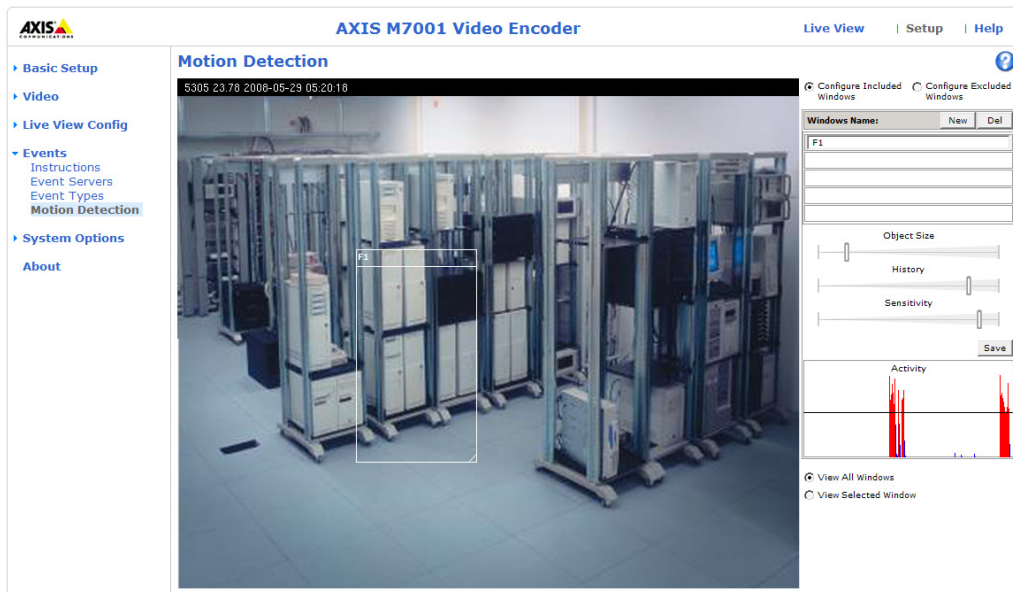 AXIS
COMMUNICATIONS
AXIS M7001 Video Encoder
Live View | Setup | Help
Basic Setup
Video
Live View Config
Events
Instructions
Event Servers
Event Types
Motion Detection
System Options
About
Motion Detection
?
5305 23.78 2008-05-29 05:20:18
F1
Configure Included Windows
Configure Excluded Windows
Windows Name: New Del
F1
Object Size
History
Sensitivity
Save
Activity
View All Windows
View Selected Window